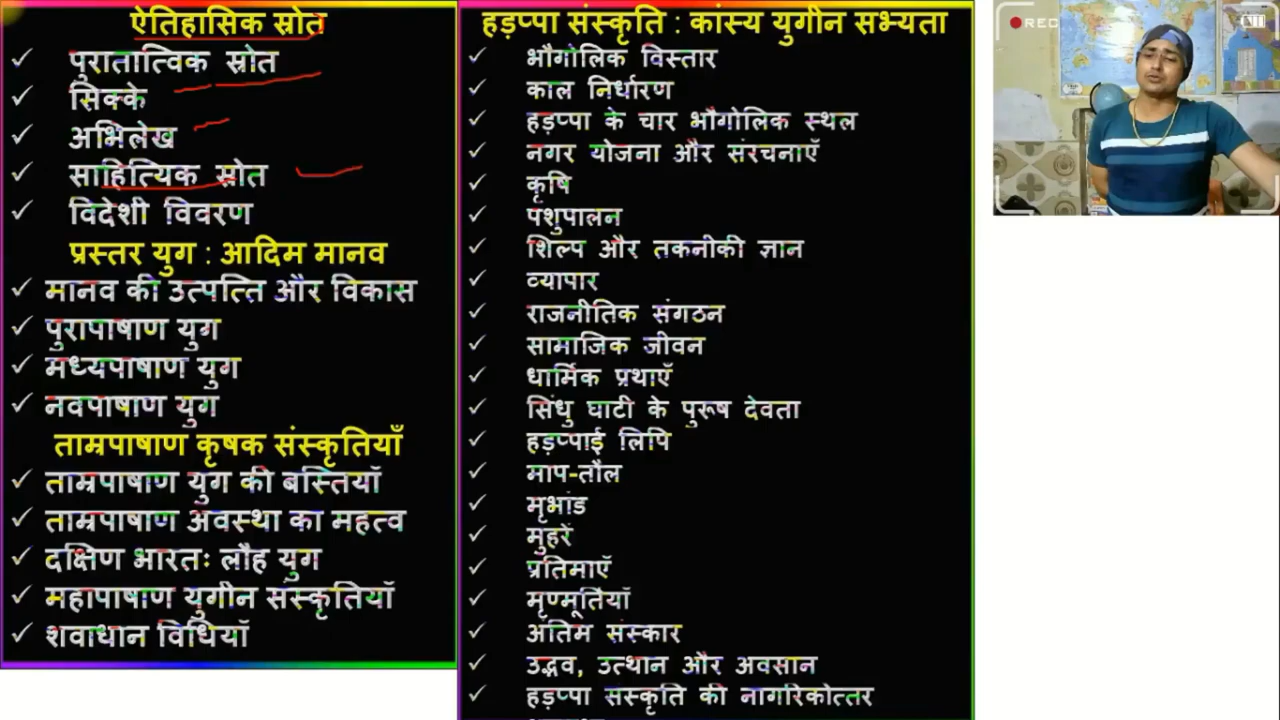 ऐतिहासिक स्रोत
पुरातात्विक स्रोत
सिक्के
अभिलेख
साहित्यिक स्रोत
विदेशी विवरण
प्रस्तर युग : आदिम मानव
मानव की उत्पत्ति और विकास
पुरापाषाण युग
मध्यपाषाण युग
नवपाषाण युग
ताम्रपाषाण कृषक संस्कृतियाँ
ताम्रपाषाण युग की बस्तियाँ
ताम्रपाषाण अवस्था का महत्व
दक्षिण भारतः लौह युग
महापाषाण युगीन संस्कृतियाँ
शवाधान विधियाँ
हड़प्पा संस्कृति : कांस्य युगीन सभ्यता
भौगोलिक विस्तार
काल निर्धारण
हड़प्पा के चार भौगोलिक स्थल
नगर योजना और संरचनाएँ
कृषि
पशुपालन
शिल्प और तकनीकी ज्ञान
व्यापार
राजनीतिक संगठन
सामाजिक जीवन
धार्मिक प्रथाएँ
सिंधु घाटी के पुरूष देवता
हड़प्पाई लिपि
माप-तौल
मृभांड
मुहरें
प्रतिमाएँ
मृण्मूर्तियाँ
अंतिम संस्कार
उद्भव, उत्थान और अवसान
हड़प्पा संस्कृति की नागरिकोत्तर
REC